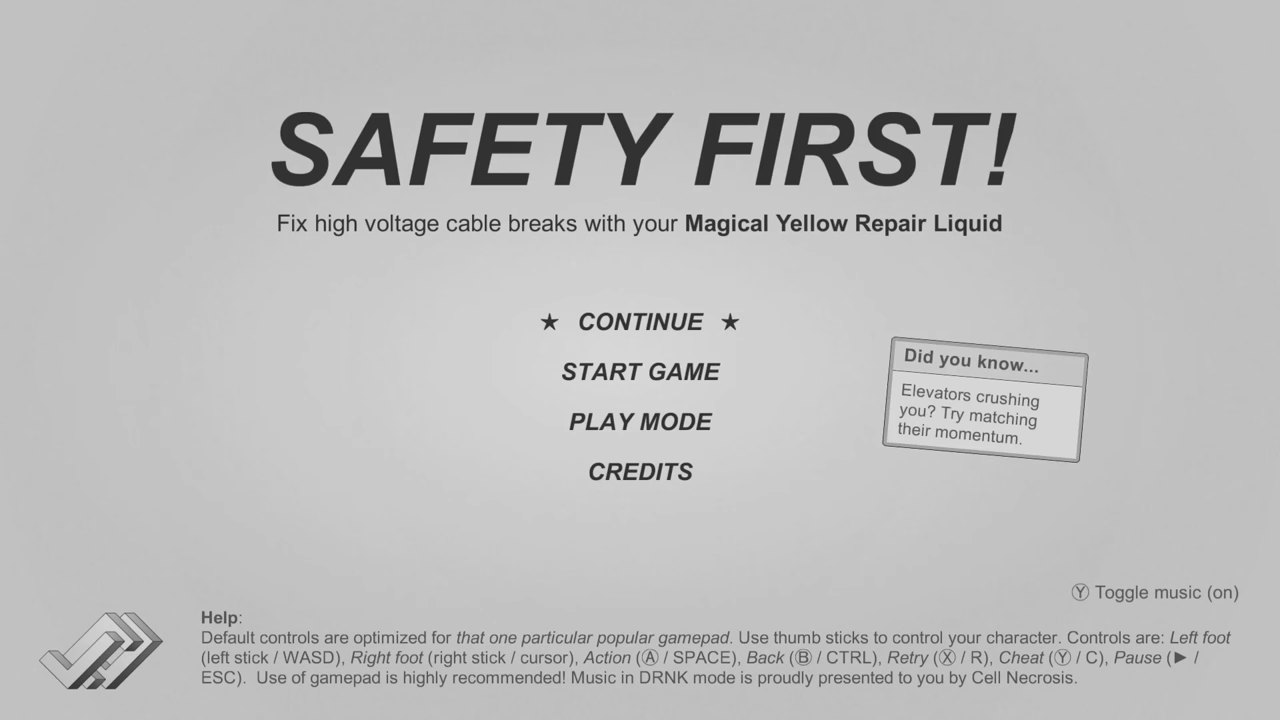 SAFETY FIRST!
Fix high voltage cable breaks with your Magical Yellow Repair Liquid
★ CONTINUE ★
START GAME
PLAY MODE
CREDITS
Did you know...
Elevators crushing
you? Try matching
their momentum.
Ⓨ Toggle music (on)
Help:
Default controls are optimized for that one particular popular gamepad. Use thumb sticks to control your character. Controls are: Left foot
(left stick / WASD), Right foot (right stick / cursor), Action (Ⓐ / SPACE), Back (Ⓑ / CTRL), Retry (Ⓧ / R), Cheat (Ⓨ / C), Pause (► /
ESC).  Use of gamepad is highly recommended! Music in DRNK mode is proudly presented to you by Cell Necrosis.